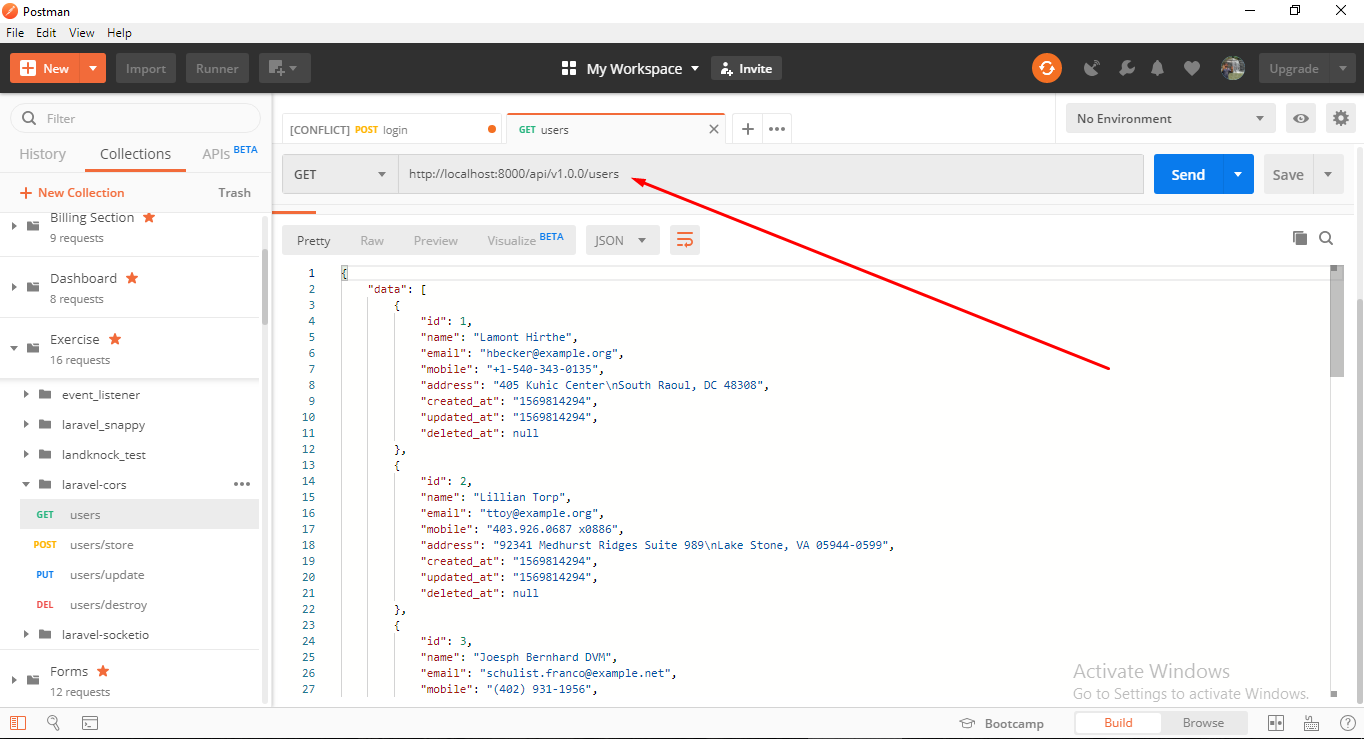 Postman
File Edit View Help
New Import Runner My Workspace Invite Upgrade
Filter
History Collections APIs BETA
New Collection Trash
Billing Section
9 requests
Dashboard
8 requests
Exercise
16 requests
event_listener
laravel_snappy
landknock_test
laravel-cors
GET users
POST users/store
PUT users/update
DEL users/destroy
laravel-socketio
Forms
12 requests
[CONFLICT] POST login
GET users
No Environment
GET http://localhost:8000/api/v1.0.0/users Send Save
Pretty Raw Preview Visualize BETA JSON
1 {
2 "data": [
3 {
4 "id": 1,
5 "name": "Lamont Hirthe",
6 "email": "hbecker@example.org",
7 "mobile": "+1-540-343-0135",
8 "address": "405 Kuhic Center\nSouth Raoul, DC 48308",
9 "created_at": "1569814294",
10 "updated_at": "1569814294",
11 "deleted_at": null
12 },
13 {
14 "id": 2,
15 "name": "Lillian Torp",
16 "email": "ttoy@example.org",
17 "mobile": "403.926.0687 x0886",
18 "address": "92341 Medhurst Ridges Suite 989\nLake Stone, VA 05944-0599",
19 "created_at": "1569814294",
20 "updated_at": "1569814294",
21 "deleted_at": null
22 },
23 {
24 "id": 3,
25 "name": "Joesph Bernhard DVM",
26 "email": "schulist.franco@example.net",
27 "mobile": "(402) 931-1956",
Activate Windows
Go to Settings to activate Windows.
Bootcamp Build Browse